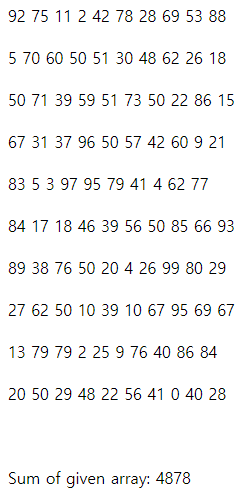 92 75 11 2 42 78 28 69 53 88
5 70 60 50 51 30 48 62 26 18
50 71 39 59 51 73 50 22 86 15
67 31 37 96 50 57 42 60 9 21
83 5 3 97 95 79 41 4 62 77
84 17 18 46 39 56 50 85 66 93
89 38 76 50 20 4 26 99 80 29
27 62 50 10 39 10 67 95 69 67
13 79 79 2 25 9 76 40 86 84
20 50 29 48 22 56 41 0 40 28
Sum of given array: 4878